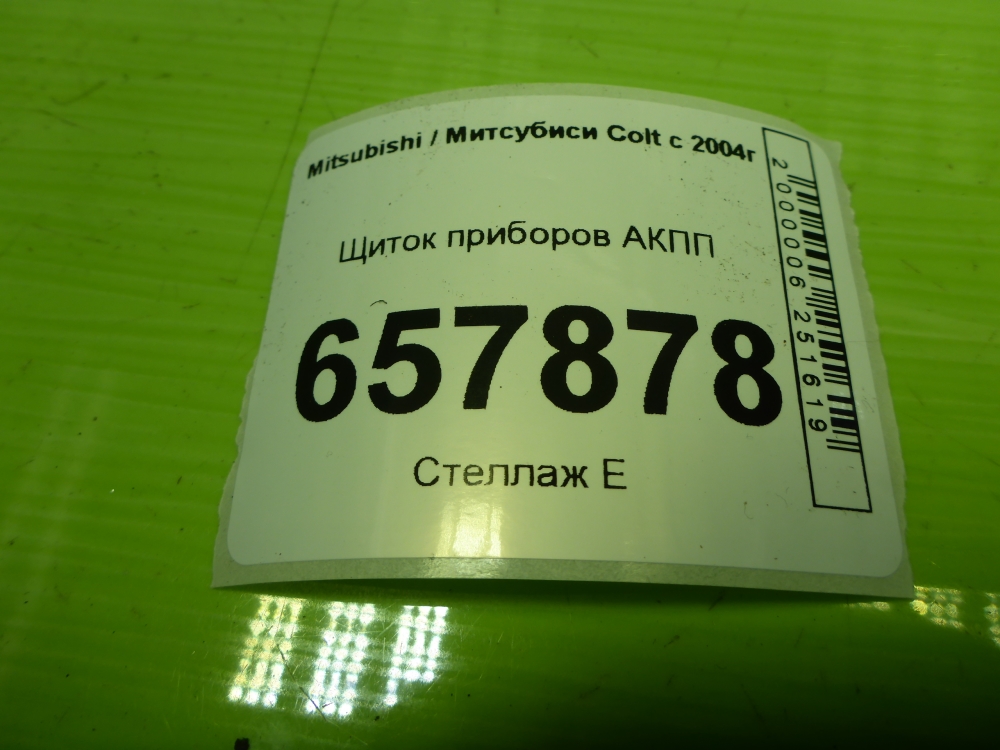 Mitsubishi / Митсубиси Colt с 2004г
Щиток приборов АКПП
657878
Стеллаж Е
2000006251619